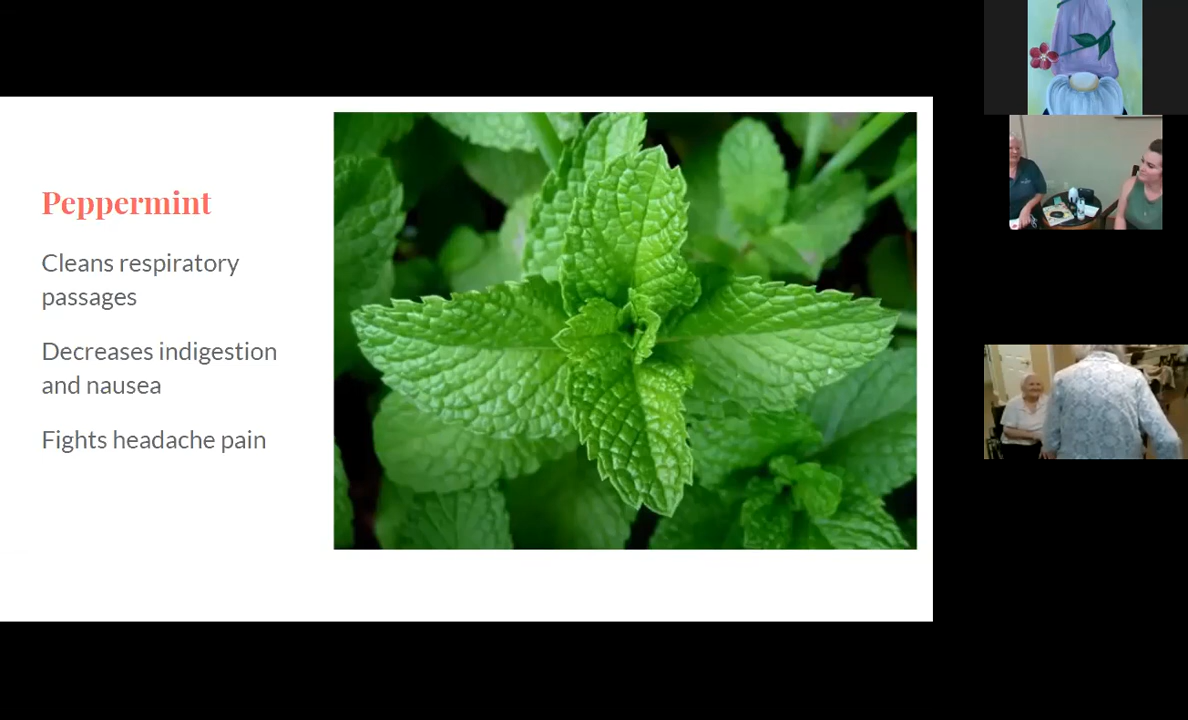 Peppermint
Cleans respiratory
passages
Decreases indigestion
and nausea
Fights headache pain